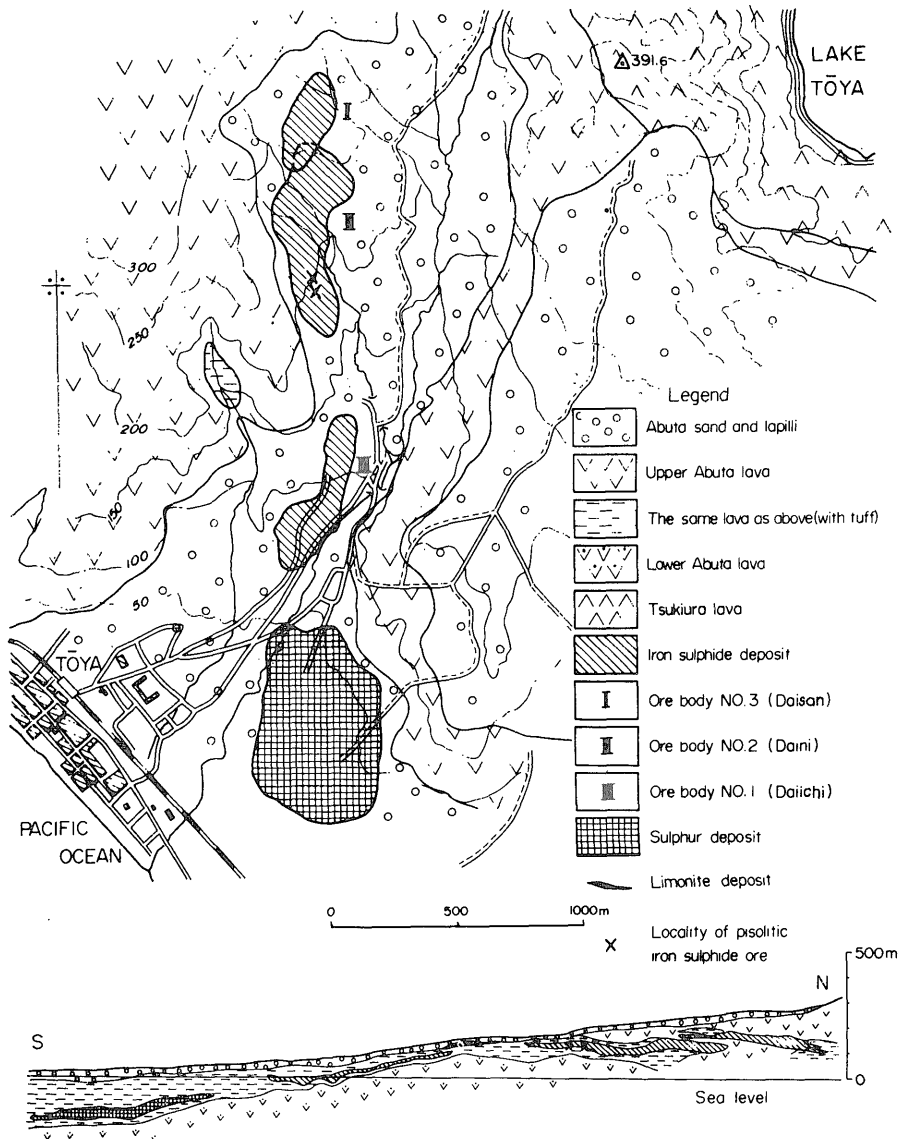 LAKE
TŌYA
391.6
I
II
300
250
200
150
100
50
III
TŌYA
PACIFIC
OCEAN
Legend
Abuta sand and lapilli
Upper Abuta lava
The same lava as above(with tuff)
Lower Abuta lava
Tsukiura lava
Iron sulphide deposit
I Ore body NO.3 (Daisan)
II Ore body NO.2 (Daini)
III Ore body NO.1 (Daiichi)
Sulphur deposit
Limonite deposit
X Locality of pisolitic
iron sulphide ore
0 500 1000m
S
N
500m
0
Sea level